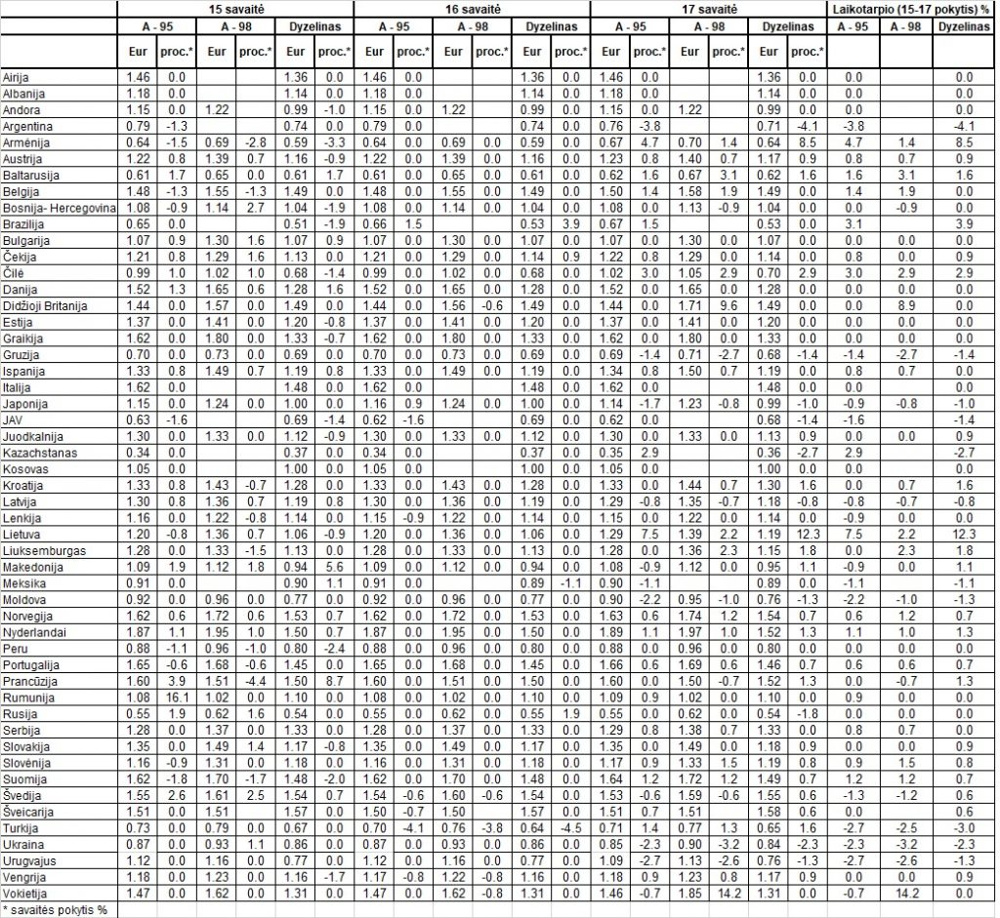 15 savaitė 16 savaitė 17 savaitė Laikotarpio (15-17 pokytis) %
A - 95 A - 98 Dyzelinas A - 95 A - 98 Dyzelinas A - 95 A - 98 Dyzelinas A - 95 A - 98 Dyzelinas
Eur proc.* Eur proc.* Eur proc.* Eur proc.* Eur proc.* Eur proc.* Eur proc.* Eur proc.* Eur proc.*
Airija 1.46 0.0 1.36 0.0 1.46 0.0 1.36 0.0 1.46 0.0 1.36 0.0 0.0 0.0
Albanija 1.18 0.0 1.14 0.0 1.18 0.0 1.14 0.0 1.18 0.0 1.14 0.0 0.0 0.0
Andora 1.15 0.0 1.22 0.99 -1.0 1.15 0.0 1.22 0.99 0.0 1.15 0.0 1.22 0.99 0.0 0.0 0.0
Argentina 0.79 -1.3 0.74 0.0 0.79 0.0 0.74 0.0 0.76 -3.8 0.71 -4.1 -3.8 -4.1
Armėnija 0.64 -1.5 0.69 -2.8 0.59 -3.3 0.64 0.0 0.69 0.0 0.59 0.0 0.67 4.7 0.70 1.4 0.64 8.5 4.7 1.4 8.5
Austrija 1.22 0.8 1.39 0.7 1.16 -0.9 1.22 0.0 1.39 0.0 1.16 0.0 1.23 0.8 1.40 0.7 1.17 0.9 0.8 0.7 0.9
Baltarusija 0.61 1.7 0.65 0.0 0.61 1.7 0.61 0.0 0.65 0.0 0.61 0.0 0.62 1.6 0.67 3.1 0.62 1.6 1.6 3.1 1.6
Belgija 1.48 -1.3 1.55 -1.3 1.49 0.0 1.48 0.0 1.55 0.0 1.49 0.0 1.50 1.4 1.58 1.9 1.49 0.0 1.4 1.9 0.0
Bosnija- Hercegovina 1.08 -0.9 1.14 2.7 1.04 -1.9 1.08 0.0 1.14 0.0 1.04 0.0 1.08 0.0 1.13 -0.9 1.04 0.0 0.0 -0.9 0.0
Brazilija 0.65 0.0 0.51 -1.9 0.66 1.5 0.53 3.9 0.67 1.5 0.53 0.0 3.1 3.9
Bulgarija 1.07 0.9 1.30 1.6 1.07 0.9 1.07 0.0 1.30 0.0 1.07 0.0 1.07 0.0 1.30 0.0 1.07 0.0 0.0 0.0 0.0
Čekija 1.21 0.8 1.29 1.6 1.13 0.0 1.21 0.0 1.29 0.0 1.14 0.9 1.22 0.8 1.29 0.0 1.14 0.0 0.8 0.0 0.9
Čilė 0.99 1.0 1.02 1.0 0.68 -1.4 0.99 0.0 1.02 0.0 0.68 0.0 1.02 3.0 1.05 2.9 0.70 2.9 3.0 2.9 2.9
Danija 1.52 1.3 1.65 0.6 1.28 1.6 1.52 0.0 1.65 0.0 1.28 0.0 1.52 0.0 1.65 0.0 1.28 0.0 0.0 0.0 0.0
Didžioji Britanija 1.44 0.0 1.57 0.0 1.49 0.0 1.44 0.0 1.56 -0.6 1.49 0.0 1.44 0.0 1.71 9.6 1.49 0.0 0.0 8.9 0.0
Estija 1.37 0.0 1.41 0.0 1.20 -0.8 1.37 0.0 1.41 0.0 1.20 0.0 1.37 0.0 1.41 0.0 1.20 0.0 0.0 0.0 0.0
Graikija 1.62 0.0 1.80 0.0 1.33 -0.7 1.62 0.0 1.80 0.0 1.33 0.0 1.62 0.0 1.80 0.0 1.33 0.0 0.0 0.0 0.0
Gruzija 0.70 0.0 0.73 0.0 0.69 0.0 0.70 0.0 0.73 0.0 0.69 0.0 0.69 -1.4 0.71 -2.7 0.68 -1.4 -1.4 -2.7 -1.4
Ispanija 1.33 0.8 1.49 0.7 1.19 0.8 1.33 0.0 1.49 0.0 1.19 0.0 1.34 0.8 1.50 0.7 1.19 0.0 0.8 0.7 0.0
Italija 1.62 0.0 1.48 0.0 1.62 0.0 1.48 0.0 1.62 0.0 1.48 0.0 0.0 0.0
Japonija 1.15 0.0 1.24 0.0 1.00 0.0 1.16 0.9 1.24 0.0 1.00 0.0 1.14 -1.7 1.23 -0.8 0.99 -1.0 -0.9 -0.8 -1.0
JAV 0.63 -1.6 0.69 -1.4 0.62 -1.6 0.69 0.0 0.62 0.0 0.68 -1.4 -1.6 -1.4
Juodkalnija 1.30 0.0 1.33 0.0 1.12 -0.9 1.30 0.0 1.33 0.0 1.12 0.0 1.30 0.0 1.33 0.0 1.13 0.9 0.0 0.0 0.9
Kazachstanas 0.34 0.0 0.37 0.0 0.34 0.0 0.37 0.0 0.35 2.9 0.36 -2.7 2.9 -2.7
Kosovas 1.05 0.0 1.00 0.0 1.05 0.0 1.00 0.0 1.05 0.0 1.00 0.0 0.0 0.0
Kroatija 1.33 0.8 1.43 -0.7 1.28 0.0 1.33 0.0 1.43 0.0 1.28 0.0 1.33 0.0 1.44 0.7 1.30 1.6 0.0 0.7 1.6
Latvija 1.30 0.8 1.36 0.7 1.19 0.8 1.30 0.0 1.36 0.0 1.19 0.0 1.29 -0.8 1.35 -0.7 1.18 -0.8 -0.8 -0.7 -0.8
Lenkija 1.16 0.0 1.22 -0.8 1.14 0.0 1.15 -0.9 1.22 0.0 1.14 0.0 1.15 0.0 1.22 0.0 1.14 0.0 -0.9 0.0 0.0
Lietuva 1.20 -0.8 1.36 0.7 1.06 -0.9 1.20 0.0 1.36 0.0 1.06 0.0 1.29 7.5 1.39 2.2 1.19 12.3 7.5 2.2 12.3
Liuksemburgas 1.28 0.0 1.33 -1.5 1.13 0.0 1.28 0.0 1.33 0.0 1.13 0.0 1.28 0.0 1.36 2.3 1.15 1.8 0.0 2.3 1.8
Makedonija 1.09 1.9 1.12 1.8 0.94 5.6 1.09 0.0 1.12 0.0 0.94 0.0 1.08 -0.9 1.12 0.0 0.95 1.1 -0.9 0.0 1.1
Meksika 0.91 0.0 0.90 1.1 0.91 0.0 0.89 -1.1 0.90 -1.1 0.89 0.0 -1.1 -1.1
Moldova 0.92 0.0 0.96 0.0 0.77 0.0 0.92 0.0 0.96 0.0 0.77 0.0 0.90 -2.2 0.95 -1.0 0.76 -1.3 -2.2 -1.0 -1.3
Norvegija 1.62 0.6 1.72 0.6 1.53 0.7 1.62 0.0 1.72 0.0 1.53 0.0 1.63 0.6 1.74 1.2 1.54 0.7 0.6 1.2 0.7
Nyderlandai 1.87 1.1 1.95 1.0 1.50 0.7 1.87 0.0 1.95 0.0 1.50 0.0 1.89 1.1 1.97 1.0 1.52 1.3 1.1 1.0 1.3
Peru 0.88 -1.1 0.96 -1.0 0.80 -2.4 0.88 0.0 0.96 0.0 0.80 0.0 0.88 0.0 0.96 0.0 0.80 0.0 0.0 0.0 0.0
Portugalija 1.65 -0.6 1.68 -0.6 1.45 0.0 1.65 0.0 1.68 0.0 1.45 0.0 1.66 0.6 1.69 0.6 1.46 0.7 0.6 0.6 0.7
Prancūzija 1.60 3.9 1.51 -4.4 1.50 8.7 1.60 0.0 1.51 0.0 1.50 0.0 1.60 0.0 1.50 -0.7 1.52 1.3 0.0 -0.7 1.3
Rumunija 1.08 16.1 1.02 0.0 1.10 0.0 1.08 0.0 1.02 0.0 1.10 0.0 1.09 0.9 1.02 0.0 1.10 0.0 0.9 0.0 0.0
Rusija 0.55 1.9 0.62 1.6 0.54 0.0 0.55 0.0 0.62 0.0 0.55 1.9 0.55 0.0 0.62 0.0 0.54 -1.8 0.0 0.0 0.0
Serbija 1.28 0.0 1.37 0.0 1.33 0.0 1.28 0.0 1.37 0.0 1.33 0.0 1.29 0.8 1.38 0.7 1.33 0.0 0.8 0.7 0.0
Slovakija 1.35 0.0 1.49 1.4 1.17 -0.8 1.35 0.0 1.49 0.0 1.17 0.0 1.35 0.0 1.49 0.0 1.18 0.9 0.0 0.0 0.9
Slovėnija 1.16 -0.9 1.31 0.0 1.18 0.0 1.16 0.0 1.31 0.0 1.18 0.0 1.17 0.9 1.33 1.5 1.19 0.8 0.9 1.5 0.8
Suomija 1.62 -1.8 1.70 -1.7 1.48 -2.0 1.62 0.0 1.70 0.0 1.48 0.0 1.64 1.2 1.72 1.2 1.49 0.7 1.2 1.2 0.7
Švedija 1.55 2.6 1.61 2.5 1.54 0.7 1.54 -0.6 1.60 -0.6 1.54 0.0 1.53 -0.6 1.59 -0.6 1.55 0.6 -1.3 -1.2 0.6
Šveicarija 1.51 0.0 1.51 1.57 0.0 1.50 -0.7 1.50 1.57 0.0 1.51 0.7 1.51 1.58 0.6 0.0 0.6
Turkija 0.73 0.0 0.79 0.0 0.67 0.0 0.70 -4.1 0.76 -3.8 0.64 -4.5 0.71 1.4 0.77 1.3 0.65 1.6 -2.7 -2.5 -3.0
Ukraina 0.87 0.0 0.93 1.1 0.86 0.0 0.87 0.0 0.93 0.0 0.86 0.0 0.85 -2.3 0.90 -3.2 0.84 -2.3 -2.3 -3.2 -2.3
Urugvajus 1.12 0.0 1.16 0.0 0.77 0.0 1.12 0.0 1.16 0.0 0.77 0.0 1.09 -2.7 1.13 -2.6 0.76 -1.3 -2.7 -2.6 -1.3
Vengrija 1.18 0.0 1.23 0.0 1.16 -1.7 1.17 -0.8 1.22 -0.8 1.16 0.0 1.18 0.9 1.23 0.8 1.17 0.9 0.0 0.0 0.9
Vokietija 1.47 0.0 1.62 0.0 1.31 0.0 1.47 0.0 1.62 -0.8 1.31 0.0 1.46 -0.7 1.85 14.2 1.31 0.0 -0.7 14.2 0.0
* savaitės pokytis %